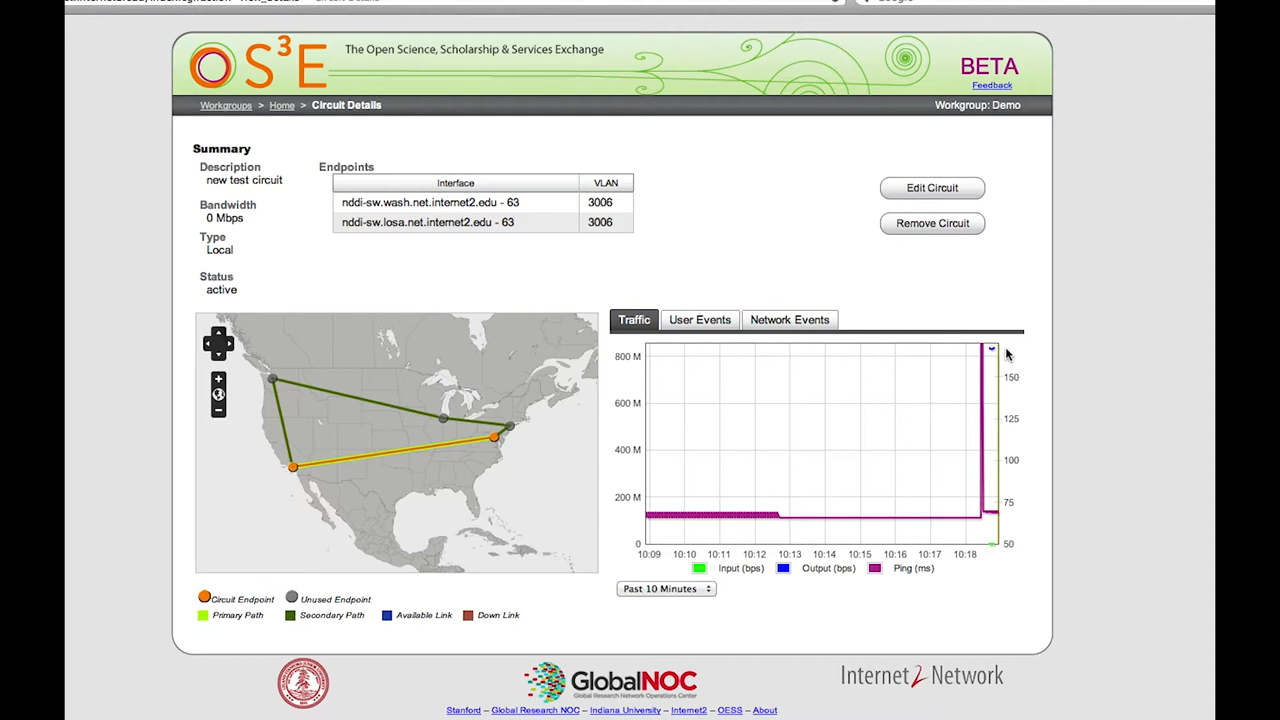 OS3E
The Open Science, Scholarship & Services Exchange
BETA
Feedback
Workgroups > Home > Circuit Details
Workgroup: Demo
Summary
Description
new test circuit
Bandwidth
0 Mbps
Type
Local
Status
active
Endpoints
Interface VLAN
nddi-sw.wash.net.internet2.edu - 63 3006
nddi-sw.losa.net.internet2.edu - 63 3006
Edit Circuit
Remove Circuit
Traffic User Events Network Events
800 M
600 M
400 M
200 M
0
150
125
100
75
50
10:09 10:10 10:11 10:12 10:13 10:14 10:15 10:16 10:17 10:18
Input (bps) Output (bps) Ping (ms)
Past 10 Minutes
Circuit Endpoint Unused Endpoint
Primary Path Secondary Path Available Link Down Link
GlobalNOC
Global Research Network Operations Center
Internet2 Network
Stanford – Global Research NOC – Indiana University – Internet2 – OESS – About